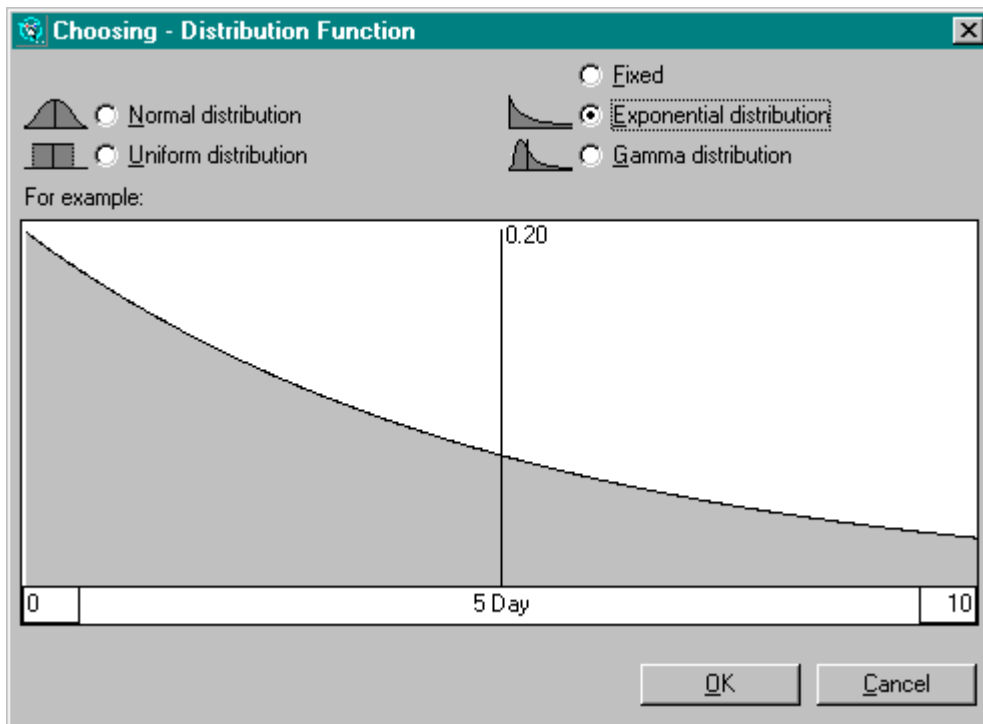 Choosing - Distribution Function
Fixed
Normal distribution
Exponential distribution
Uniform distribution
Gamma distribution
For example:
0.20
0
5 Day
10
OK
Cancel